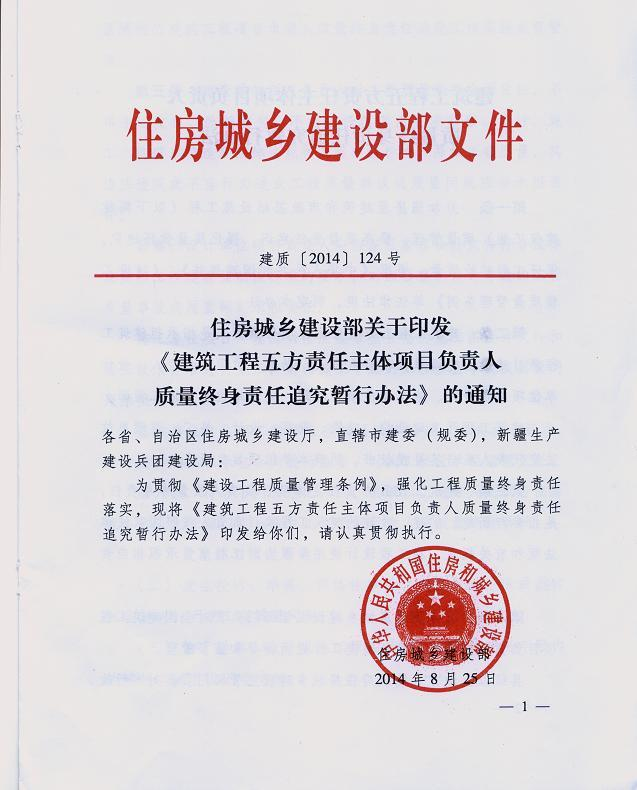 住房城乡建设部文件
建质〔2014〕124号
住房城乡建设部关于印发
《建筑工程五方责任主体项目负责人
质量终身责任追究暂行办法》的通知
各省、自治区住房城乡建设厅，直辖市建委（规委），新疆生产
建设兵团建设局：
为贯彻《建设工程质量管理条例》，强化工程质量终身责任
落实，现将《建筑工程五方责任主体项目负责人质量终身责任
追究暂行办法》印发给你们，请认真贯彻执行。
中华人民共和国住房和城乡建设部
住房城乡建设部
2014年8月25日
— 1 —